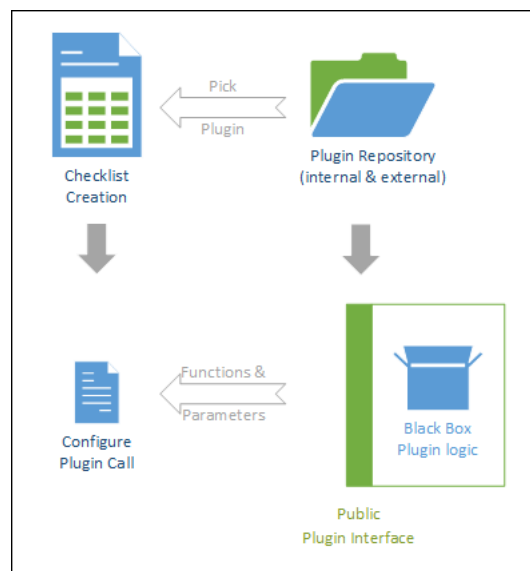 Pick
Plugin
Checklist
Creation
Plugin Repository
(internal & external)
Functions &
Parameters
Configure
Plugin Call
Black Box
Plugin logic
Public
Plugin Interface